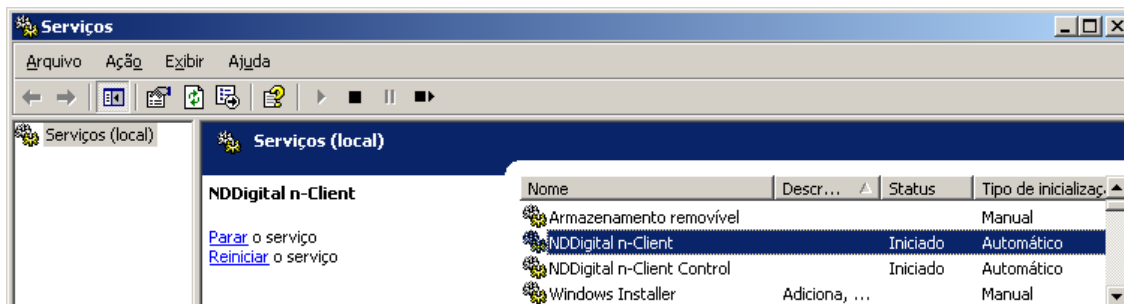 Serviços
Arquivo Ação Exibir Ajuda
Serviços (local)
Serviços (local)
NDDigital n-Client
Parar o serviço
Reiniciar o serviço
Nome Descr... Status Tipo de inicializaç.
Armazenamento removível Manual
NDDigital n-Client Iniciado Automático
NDDigital n-Client Control Iniciado Automático
Windows Installer Adiciona, ... Manual